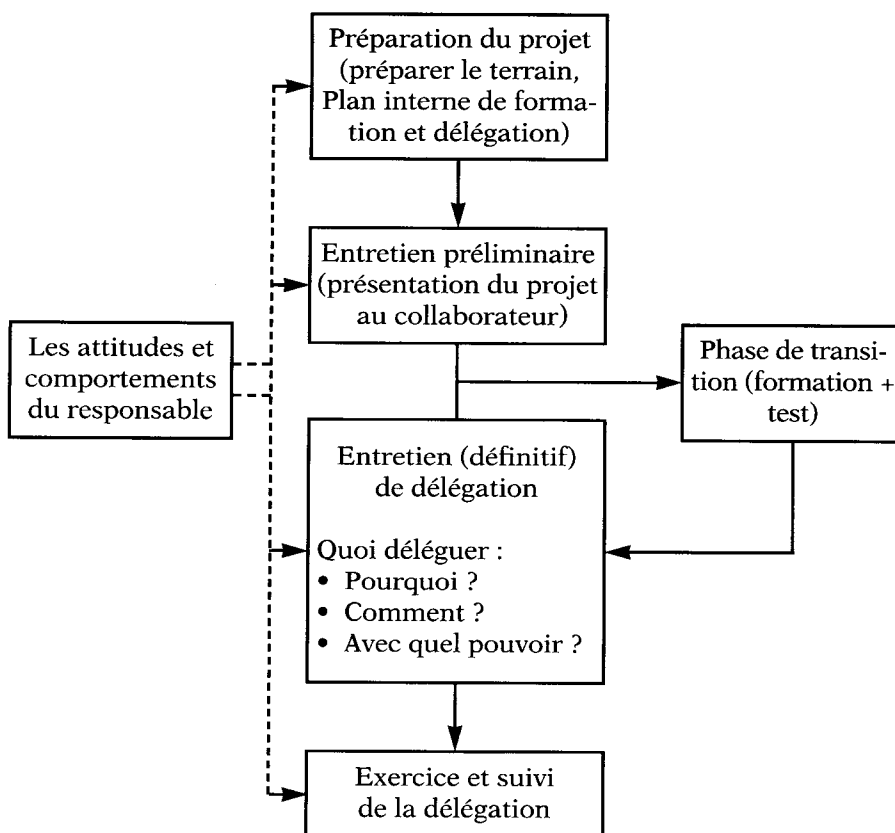 Préparation du projet
(préparer le terrain,
Plan interne de forma-
tion et délégation)
Entretien préliminaire
(présentation du projet
au collaborateur)
Les attitudes et
comportements
du responsable
Phase de transi-
tion (formation +
test)
Entretien (définitif)
de délégation
Quoi déléguer :
• Pourquoi ?
• Comment ?
• Avec quel pouvoir ?
Exercice et suivi
de la délégation